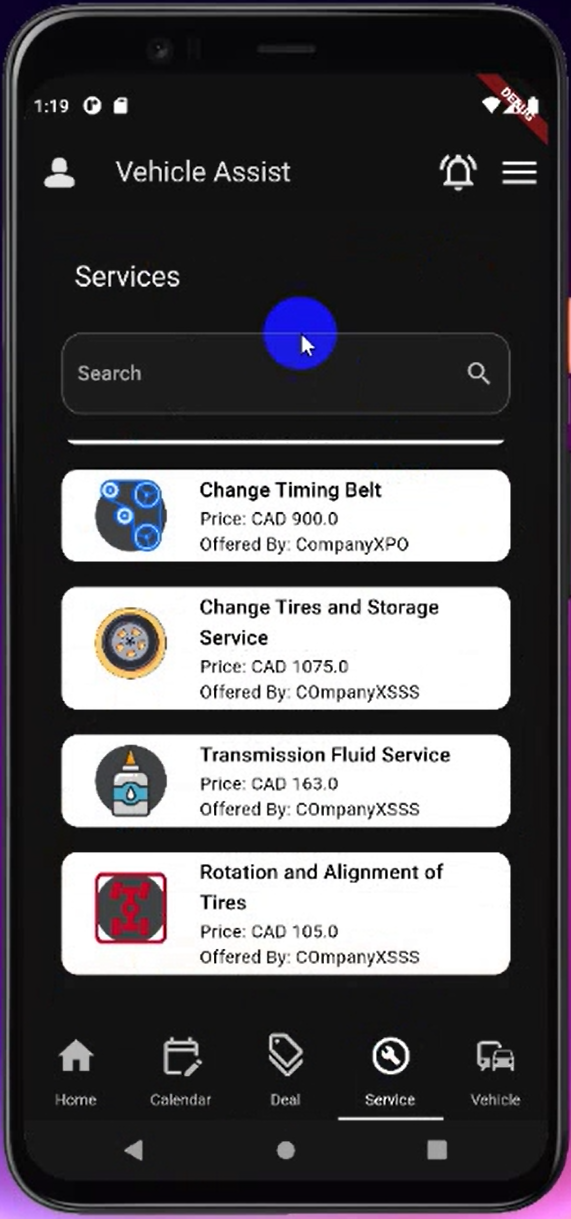 1:19
DEBUG
Vehicle Assist
Services
Search
Change Timing Belt
Price: CAD 900.0
Offered By: CompanyXPO
Change Tires and Storage
Service
Price: CAD 1075.0
Offered By: COmpanyXSSS
Transmission Fluid Service
Price: CAD 163.0
Offered By: COmpanyXSSS
Rotation and Alignment of
Tires
Price: CAD 105.0
Offered By: COmpanyXSSS
Home
Calendar
Deal
Service
Vehicle